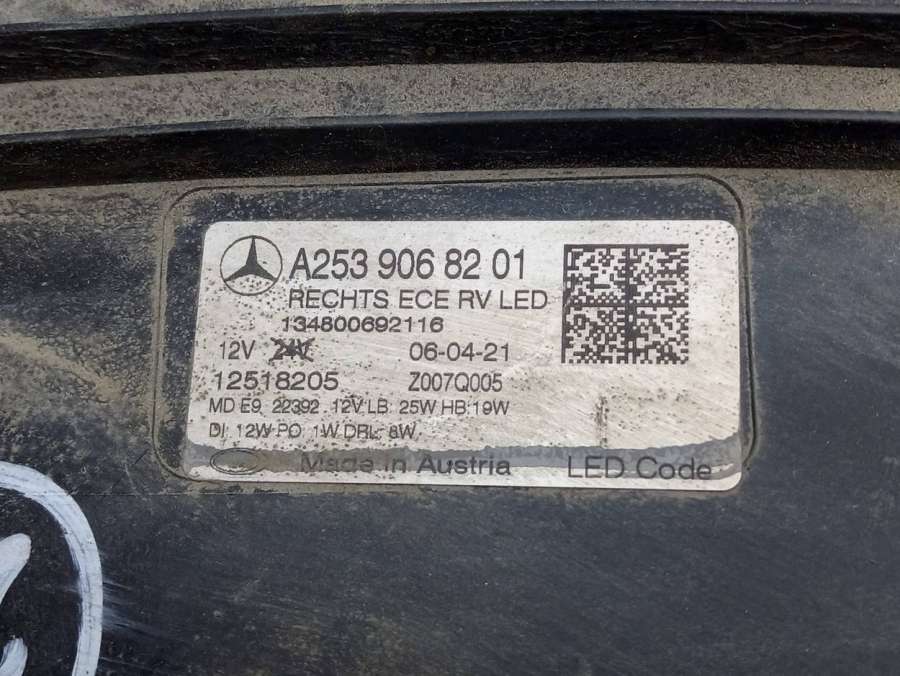 A253 906 82 01
RECHTS ECE RV LED
134800692116
12V 24V 06-04-21
12518205 Z007Q005
MD E9 22392 12V LB 25W HB 19W
DI 12W PO 1W DRL 8W
Made in Austria LED Code